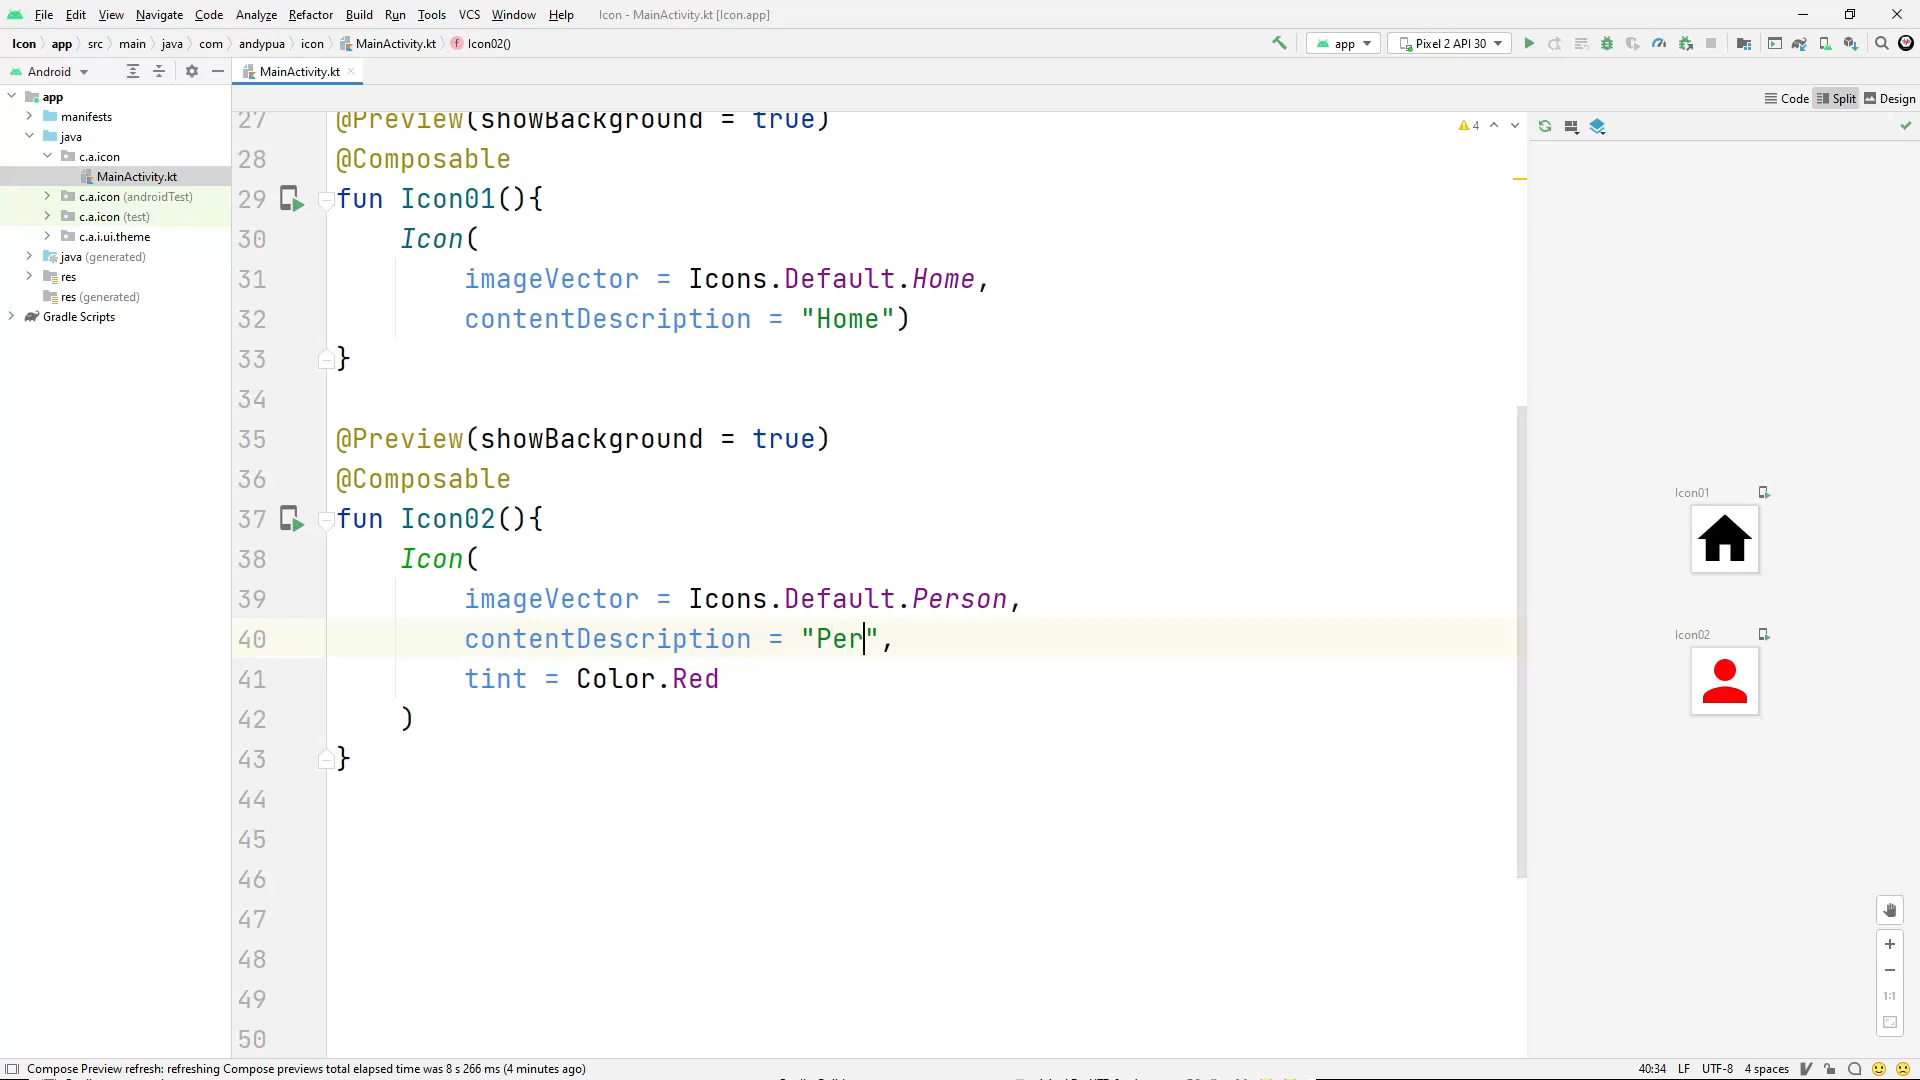 File Edit View Navigate Code Analyze Refactor Build Run Tools VCS Window Help Icon - MainActivity.kt [Icon.app]
Icon app src main java com andypua icon MainActivity.kt Icon02() app Pixel 2 API 30
Android MainActivity.kt
Code Split Design
app
manifests
java
c.a.icon
MainActivity.kt
c.a.icon (androidTest)
c.a.icon (test)
c.a.i.ui.theme
java (generated)
res
res (generated)
Gradle Scripts
27 @Preview(showBackground = true)
4
28 @Composable
29 fun Icon01(){
30 Icon(
31 imageVector = Icons.Default.Home,
32 contentDescription = "Home")
33 }
34
35 @Preview(showBackground = true)
36 @Composable
37 fun Icon02(){
38 Icon(
39 imageVector = Icons.Default.Person,
40 contentDescription = "Per",
41 tint = Color.Red
42 )
43 }
44
45
46
47
48
49
50
Icon01
Icon02
1:1
Compose Preview refresh: refreshing Compose previews total elapsed time was 8 s 266 ms (4 minutes ago) 40:34 LF UTF-8 4 spaces